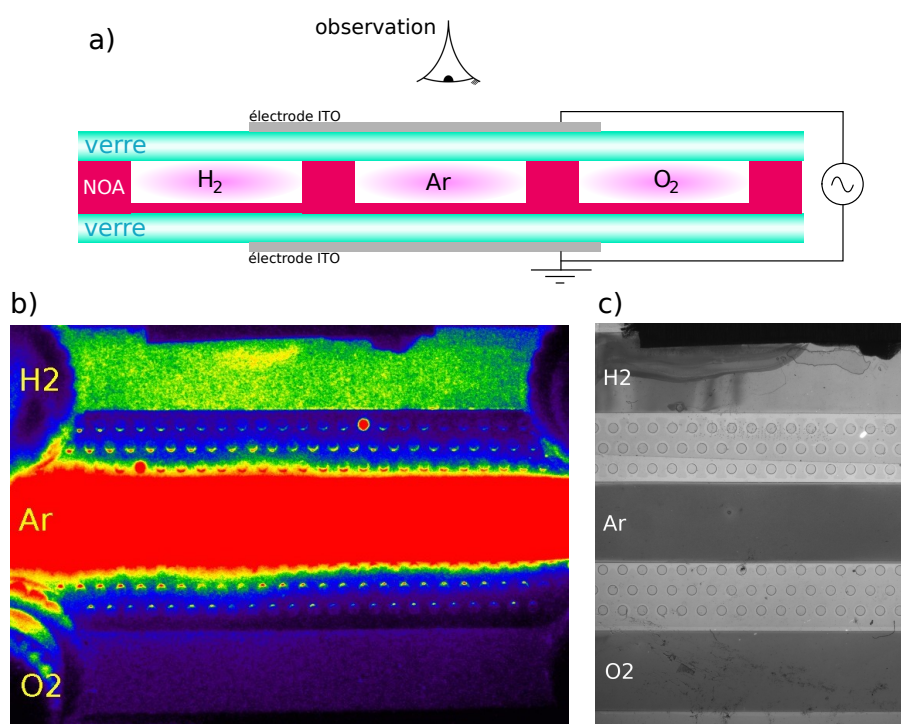 a)
observation
électrode ITO
verre
NOA
H2
Ar
O2
verre
électrode ITO
b)
c)
H2
Ar
O2
H2
Ar
O2